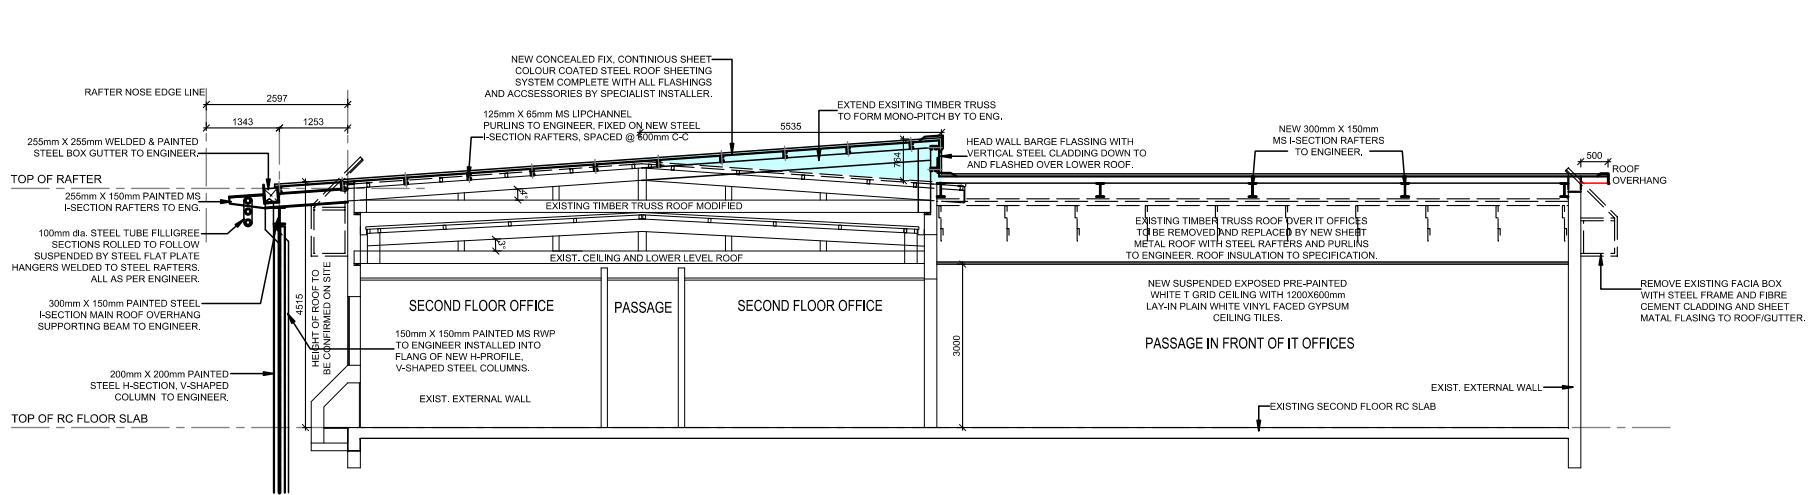 NEW CONCEALED FIX, CONTINIOUS SHEET
COLOUR COATED STEEL ROOF SHEETING
SYSTEM COMPLETE WITH ALL FLASHINGS
AND ACCSESSORIES BY SPECIALIST INSTALLER.
RAFTER NOSE EDGE LINE
2597
1343
1253
125mm X 65mm MS LIPCHANNEL
PURLINS TO ENGINEER, FIXED ON NEW STEEL
I-SECTION RAFTERS, SPACED @ 600mm C-C
5535
EXTEND EXSITING TIMBER TRUSS
TO FORM MONO-PITCH BY TO ENG.
764
HEAD WALL BARGE FLASSING WITH
VERTICAL STEEL CLADDING DOWN TO
AND FLASHED OVER LOWER ROOF.
NEW 300mm X 150mm
MS I-SECTION RAFTERS
TO ENGINEER.
500
ROOF
OVERHANG
255mm X 255mm WELDED & PAINTED
STEEL BOX GUTTER TO ENGINEER.
TOP OF RAFTER
255mm X 150mm PAINTED MS
I-SECTION RAFTERS TO ENG.
100mm dia. STEEL TUBE FILLIGREE
SECTIONS ROLLED TO FOLLOW
SUSPENDED BY STEEL FLAT PLATE
HANGERS WELDED TO STEEL RAFTERS.
ALL AS PER ENGINEER.
300mm X 150mm PAINTED STEEL
I-SECTION MAIN ROOF OVERHANG
SUPPORTING BEAM TO ENGINEER.
200mm X 200mm PAINTED
STEEL H-SECTION, V-SHAPED
COLUMN TO ENGINEER.
TOP OF RC FLOOR SLAB
4515
HEIGHT OF ROOF TO
BE CONFIRMED ON SITE
4°
EXISTING TIMBER TRUSS ROOF MODIFIED
3°
EXIST. CEILING AND LOWER LEVEL ROOF
SECOND FLOOR OFFICE
PASSAGE
SECOND FLOOR OFFICE
150mm X 150mm PAINTED MS RWP
TO ENGINEER INSTALLED INTO
FLANG OF NEW H-PROFILE,
V-SHAPED STEEL COLUMNS.
EXIST. EXTERNAL WALL
EXISTING TIMBER TRUSS ROOF OVER IT OFFICES
TO BE REMOVED AND REPLACED BY NEW SHEET
METAL ROOF WITH STEEL RAFTERS AND PURLINS
TO ENGINEER. ROOF INSULATION TO SPECIFICATION.
NEW SUSPENDED EXPOSED PRE-PAINTED
WHITE T GRID CEILING WITH 1200X600mm
LAY-IN PLAIN WHITE VINYL FACED GYPSUM
CEILING TILES.
3000
PASSAGE IN FRONT OF IT OFFICES
EXIST. EXTERNAL WALL
EXISTING SECOND FLOOR RC SLAB
REMOVE EXISTING FACIA BOX
WITH STEEL FRAME AND FIBRE
CEMENT CLADDING AND SHEET
MATAL FLASING TO ROOF/GUTTER.